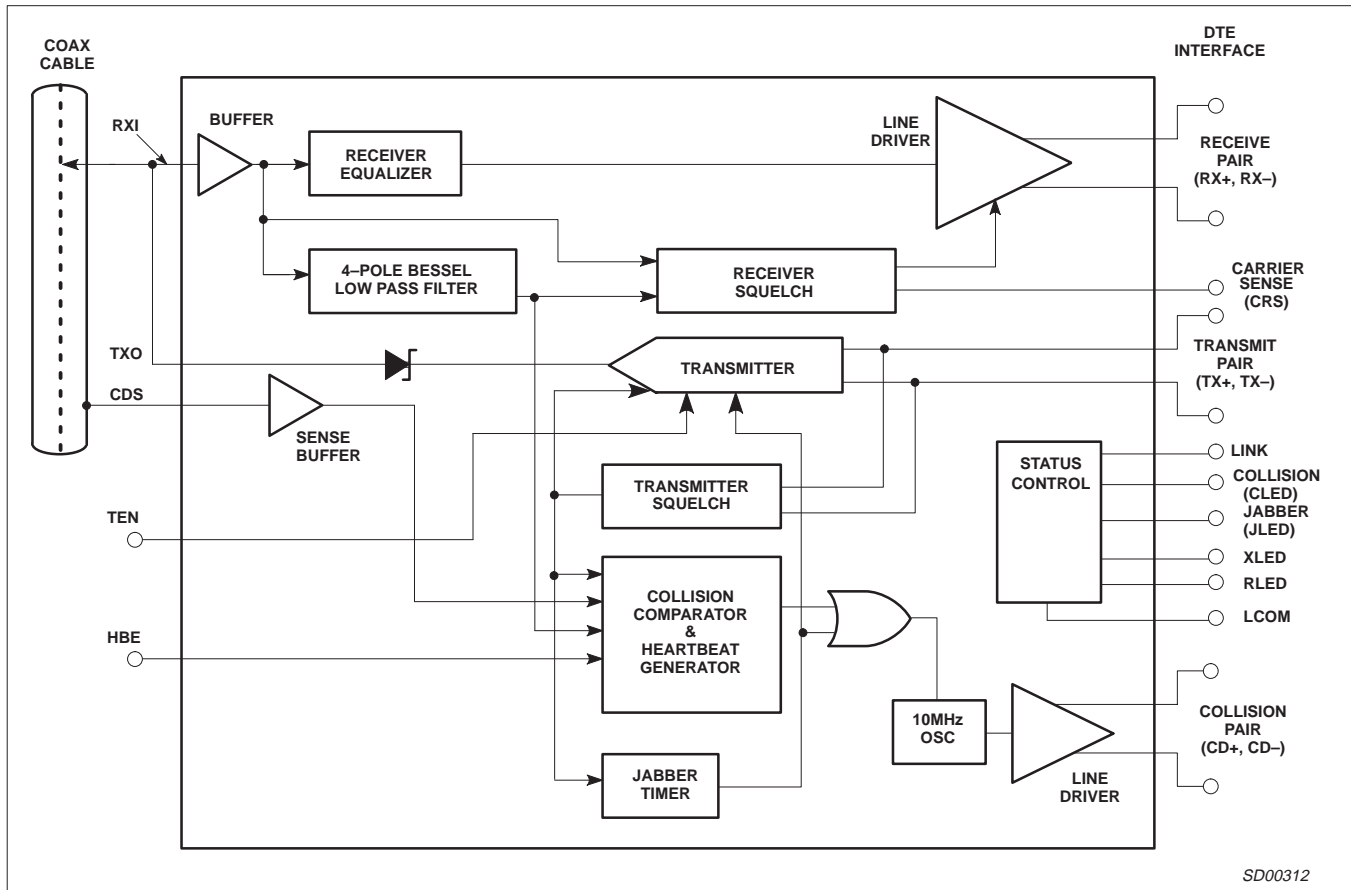 COAX
CABLE
DTE
INTERFACE
RXI
BUFFER
RECEIVER
EQUALIZER
LINE
DRIVER
RECEIVE
PAIR
(RX+, RX–)
4–POLE BESSEL
LOW PASS FILTER
RECEIVER
SQUELCH
CARRIER
SENSE
(CRS)
TXO
TRANSMITTER
TRANSMIT
PAIR
(TX+, TX–)
CDS
SENSE
BUFFER
TRANSMITTER
SQUELCH
STATUS
CONTROL
LINK
COLLISION
(CLED)
JABBER
(JLED)
XLED
RLED
LCOM
TEN
COLLISION
COMPARATOR
&
HEARTBEAT
GENERATOR
HBE
10MHz
OSC
LINE
DRIVER
COLLISION
PAIR
(CD+, CD–)
JABBER
TIMER
SD00312